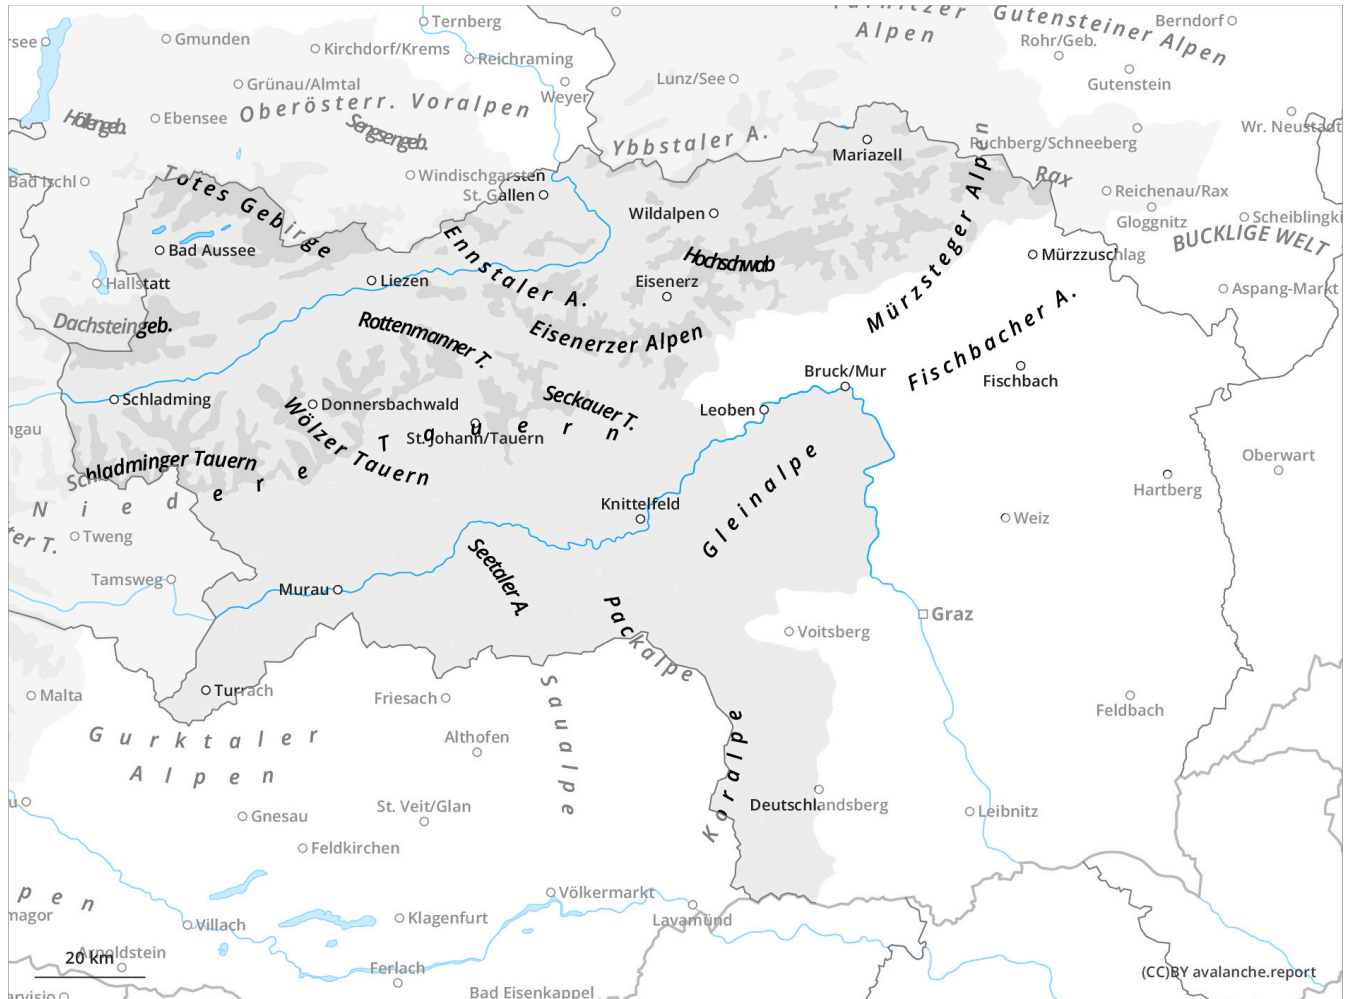 Ternberg
Gutensteiner Alpen
Berndorf
Alpen
Gmunden
Kirchdorf/Krems
Reichraming
Rohr/Geb.
Gutenstein
Lunz/See
Grünau/Almtal
Weyer
Oberösterr. Voralpen
Höllengeb.
Ebensee
Sengsengeb.
Ybbstaler A.
Mariazell
Puchberg/Schneeberg
Wr. Neustadt
Bad Ischl
Totes Gebirge
Windischgarsten
St. Gallen
Rax
Reichenau/Rax
Gloggnitz
Wildalpen
Mürzsteger Alpen
BUCKLIGE WELT
Bad Aussee
Ennstaler A.
Hochschwab
Mürzzuschlag
Hallstatt
Liezen
Eisenerz
Aspang-Markt
Dachsteingeb.
Rottenmanner T.
Eisenerzer Alpen
Fischbacher A.
Bruck/Mur
Fischbach
Schladming
Donnersbachwald
Seckauer T.
Leoben
Wölzer Tauern
St. Johann/Tauern
Schladminger Tauern
Niedere Tauern
Gleinalpe
Oberwart
Hartberg
Knittelfeld
Weiz
Tweng
Tamsweg
Murau
Seetaler A.
Packalpe
Graz
Voitsberg
Malta
Turrach
Friesach
Saualpe
Feldbach
Gurktaler
Alpen
Althofen
Koralpe
Gnesau
St. Veit/Glan
Deutschlandsberg
Leibnitz
Feldkirchen
Völkermarkt
Villach
Klagenfurt
Lavamünd
Arnoldstein
20 km
Ferlach
Bad Eisenkappel
(CC)BY avalanche.report